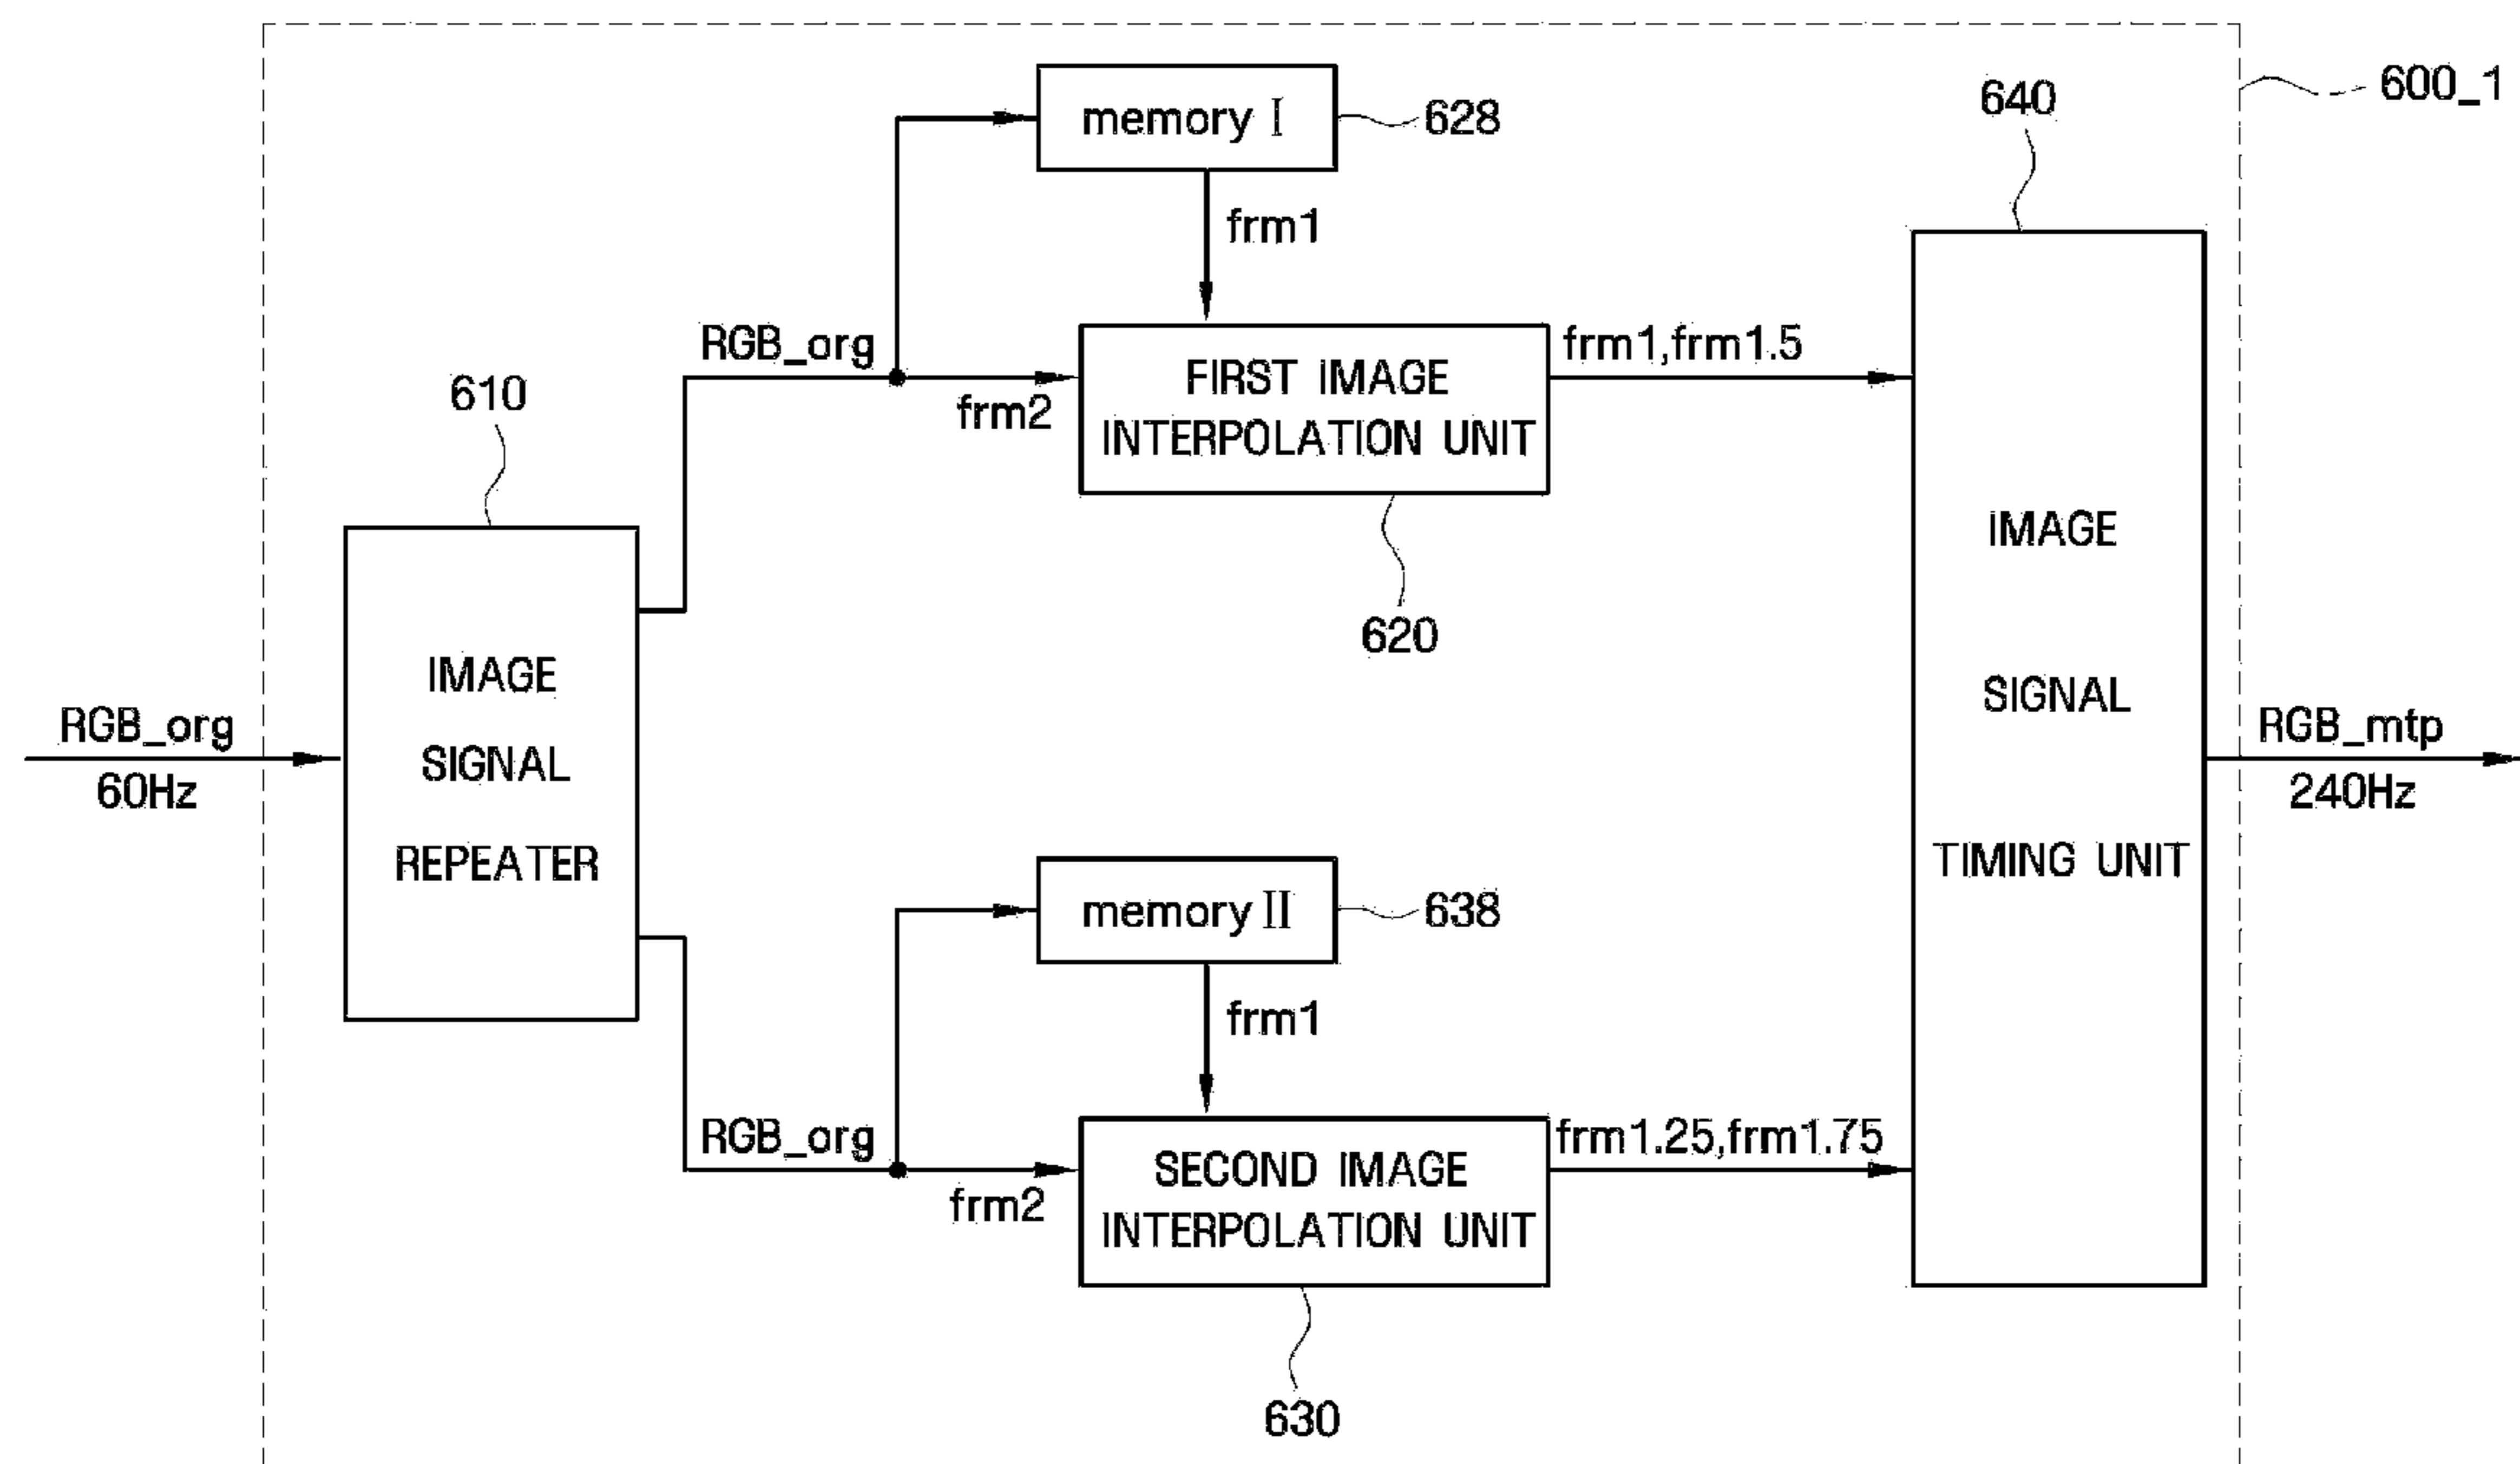 600_1
memory I
628
640
frm1
RGB_org
frm1,frm1.5
FIRST IMAGE
INTERPOLATION UNIT
frm2
610
620
IMAGE
SIGNAL
TIMING UNIT
IMAGE
SIGNAL
REPEATER
RGB_org
60Hz
RGB_mtp
240Hz
memory II
638
frm1
RGB_org
frm1.25,frm1.75
SECOND IMAGE
INTERPOLATION UNIT
frm2
630